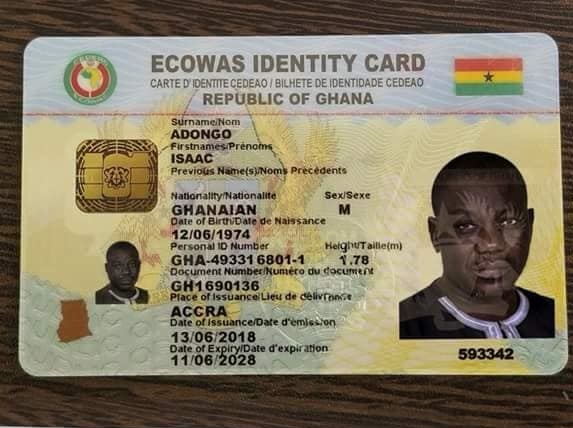 ECOWAS IDENTITY CARD
CARTE D'IDENTITE CEDEAO / BILHETE DE IDENTIDADE CEDEAO
REPUBLIC OF GHANA
Surname/Nom
ADONGO
Firstnames/Prénoms
ISAAC
Previous Name(s)/Noms Précédents
Nationality/Nationalite Sex/Sexe
GHANAIAN M
Date of Birth/Date de Naissance
12/06/1974
Personal ID Number Height/Taille(m)
GHA-493316801-1 1.78
Document Number/Numéro du document
GH1690136
Place of Issuance/Lieu de délivrance
ACCRA
Date of Issuance/Date d'émission
13/06/2018
Date of Expiry/Date d'expiration
11/06/2028
593342